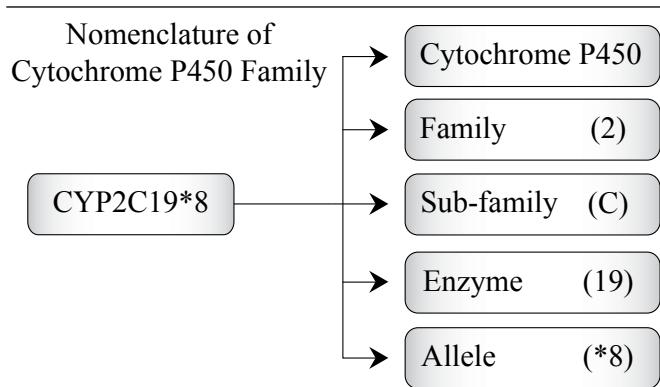 Nomenclature of
Cytochrome P450 Family
CYP2C19*8
Cytochrome P450
Family (2)
Sub-family (C)
Enzyme (19)
Allele (*8)